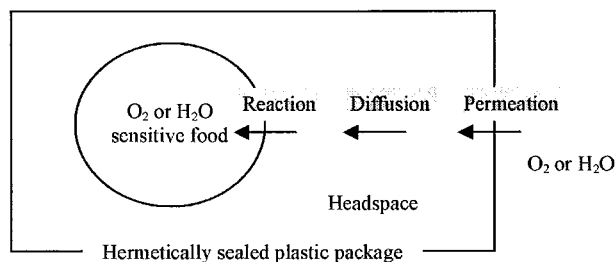 O₂ or H₂O
sensitive food
Reaction
Diffusion
Permeation
O₂ or H₂O
Headspace
Hermetically sealed plastic package